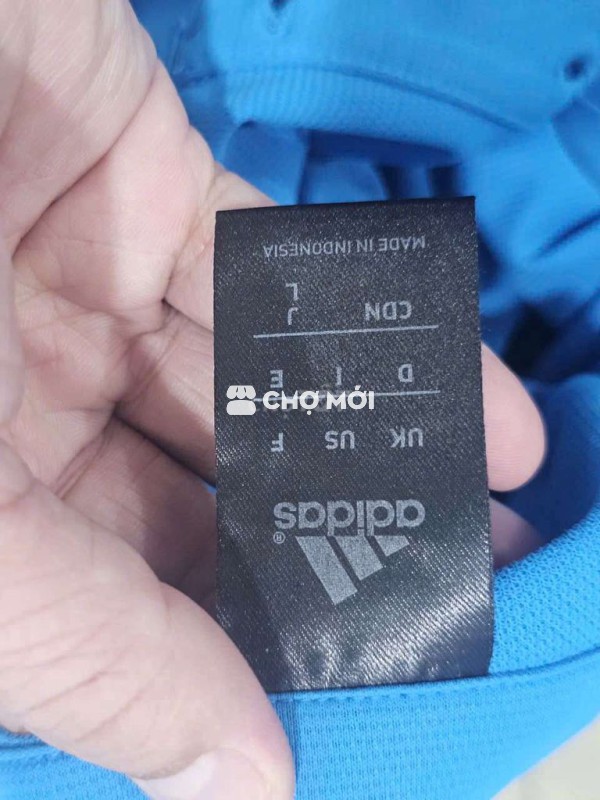 adidas®
UK US F
D I E
CDN J
L
MADE IN INDONESIA
CHỢ MỚI